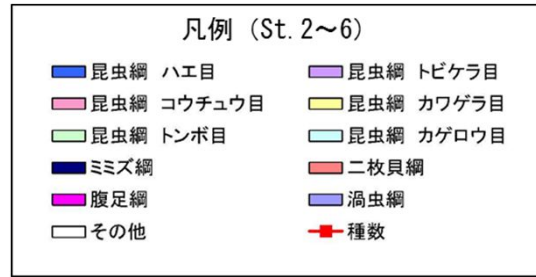 凡例 (St.2～6)
昆虫綱 ハエ目 昆虫綱 トビケラ目
昆虫綱 コウチュウ目 昆虫綱 カワゲラ目
昆虫綱 トンボ目 昆虫綱 カゲロウ目
ミミズ綱 二枚貝綱
腹足綱 渦虫綱
その他 種数